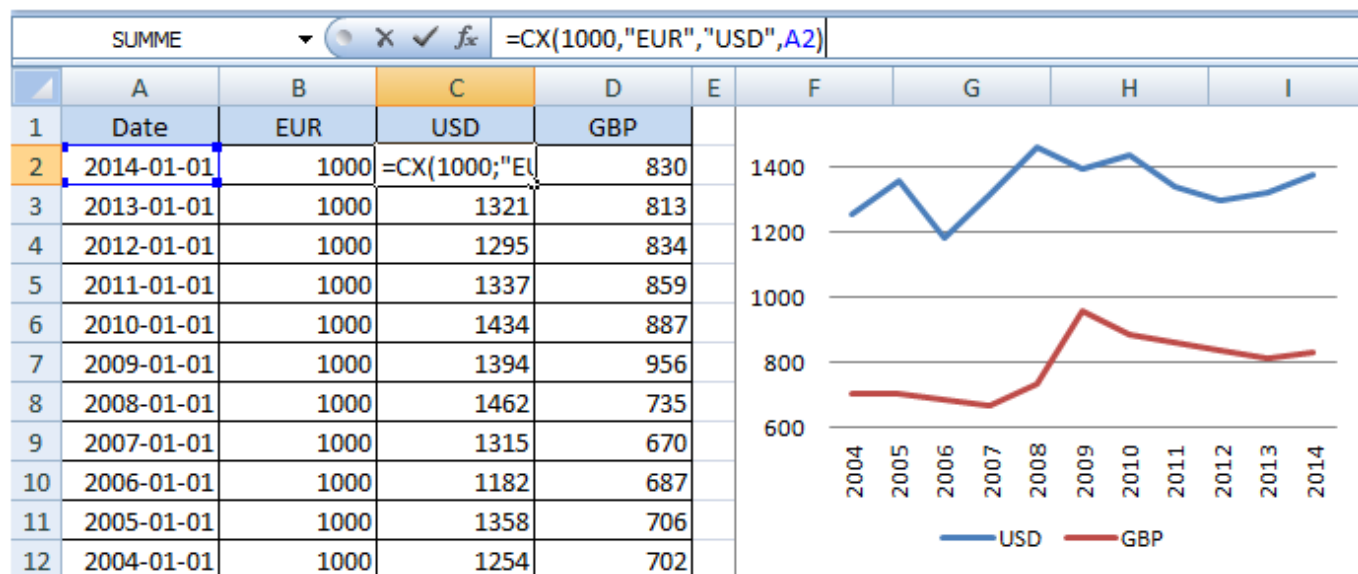 SUMME fx =CX(1000,"EUR","USD",A2)
A B C D E F G H I
1 Date EUR USD GBP
2 2014-01-01 1000 =CX(1000;"EU 830
3 2013-01-01 1000 1321 813
4 2012-01-01 1000 1295 834
5 2011-01-01 1000 1337 859
6 2010-01-01 1000 1434 887
7 2009-01-01 1000 1394 956
8 2008-01-01 1000 1462 735
9 2007-01-01 1000 1315 670
10 2006-01-01 1000 1182 687
11 2005-01-01 1000 1358 706
12 2004-01-01 1000 1254 702
1400
1200
1000
800
600
2004 2005 2006 2007 2008 2009 2010 2011 2012 2013 2014
USD GBP